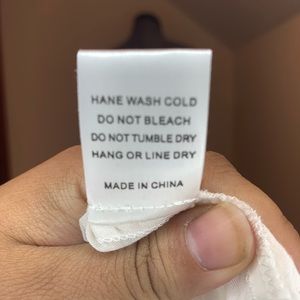 HANE WASH COLD
DO NOT BLEACH
DO NOT TUMBLE DRY
HANG OR LINE DRY
MADE IN CHINA